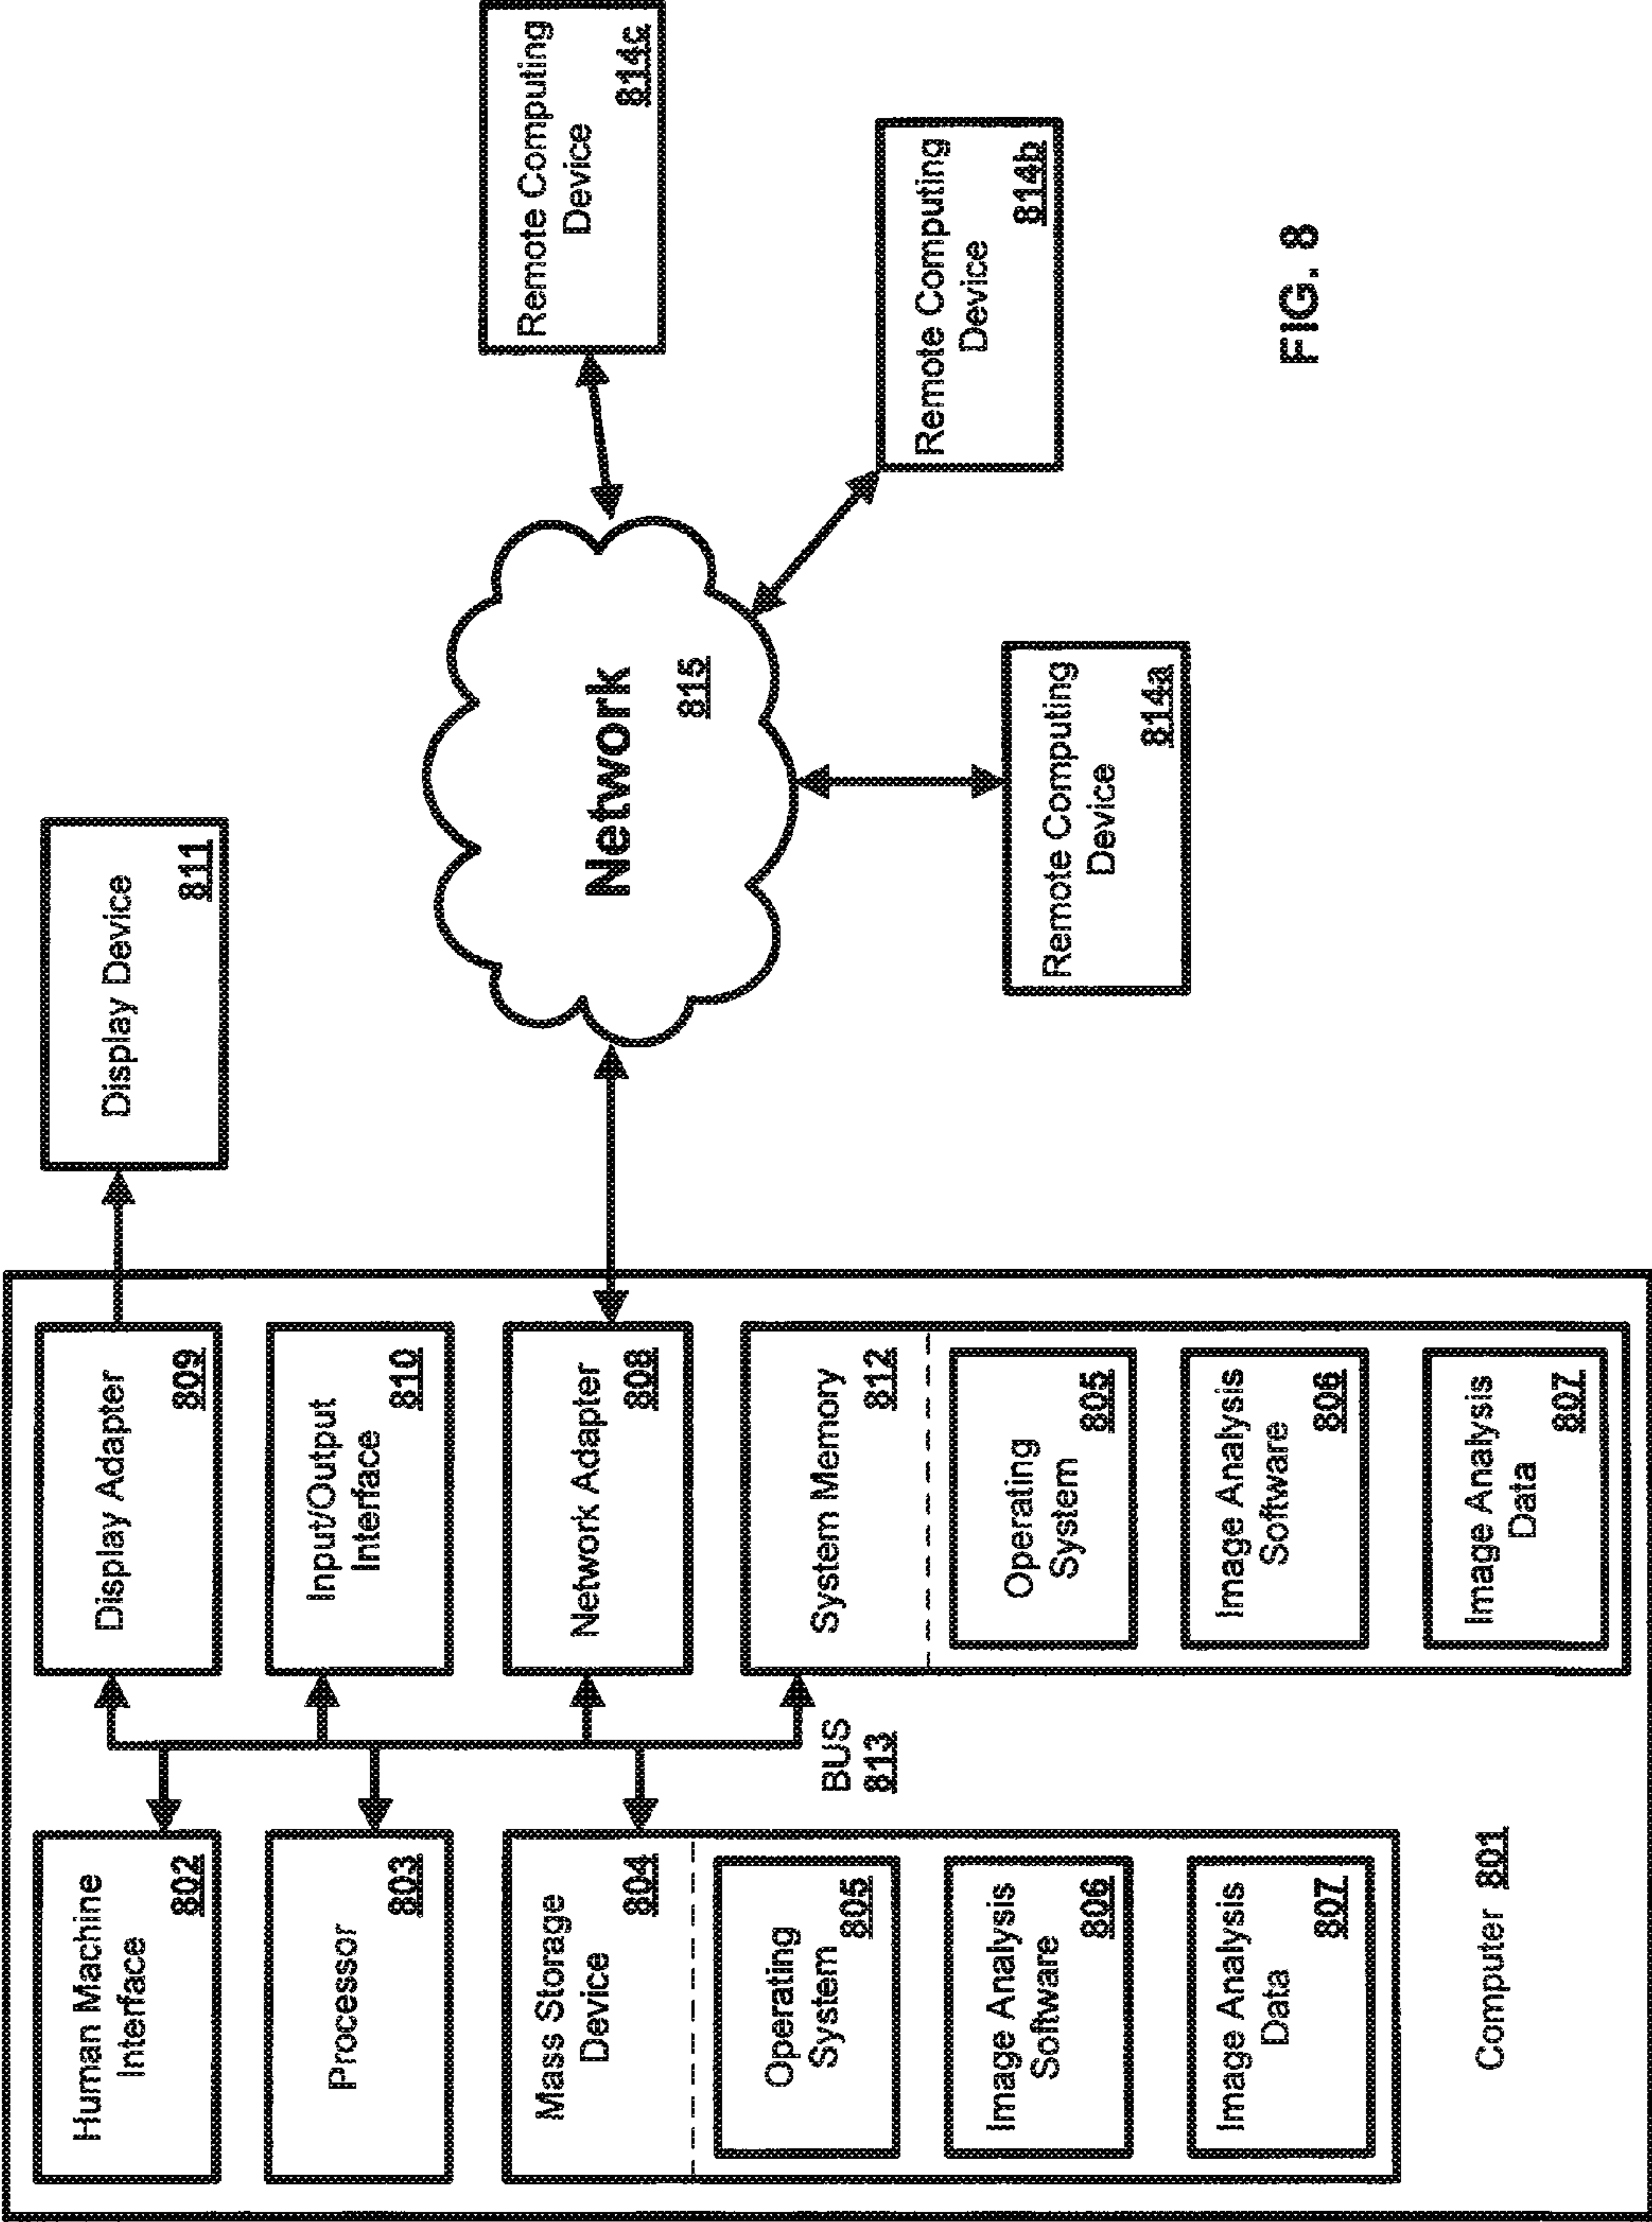 Human Machine
Interface
802
Processor
803
Mass Storage
Device
804
Operating
System
805
Image Analysis
Software
806
Image Analysis
Data
807
Computer 801
BUS
813
Display Adapter
809
Input/Output
Interface
810
Network Adapter
808
System Memory
812
Operating
System
805
Image Analysis
Software
806
Image Analysis
Data
807
Display Device
811
Network
815
Remote Computing
Device
814a
Remote Computing
Device
814b
Remote Computing
Device
814c
FIG. 8